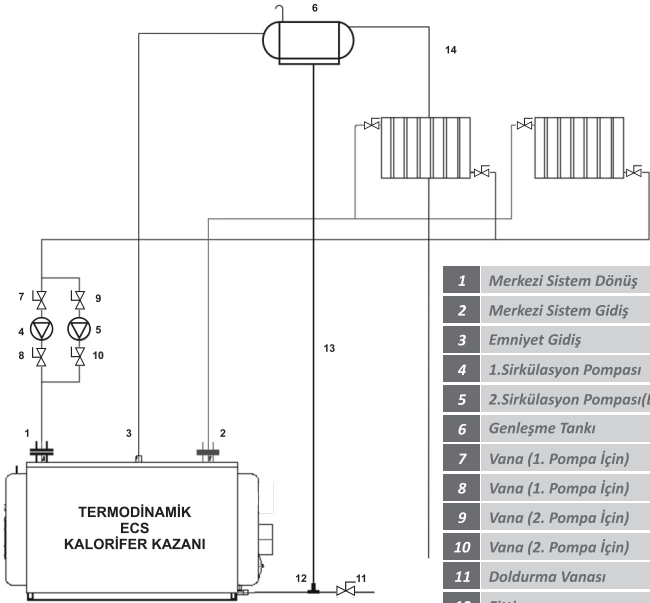 6
14
7
9
4
5
8
10
13
1
3
2
TERMODİNAMİK
ECS
KALORİFER KAZANI
12
11
1 Merkezi Sistem Dönüş
2 Merkezi Sistem Gidiş
3 Emniyet Gidiş
4 1.Sirkülasyon Pompası
5 2.Sirkülasyon Pompası(
6 Genleşme Tankı
7 Vana (1. Pompa İçin)
8 Vana (1. Pompa İçin)
9 Vana (2. Pompa İçin)
10 Vana (2. Pompa İçin)
11 Doldurma Vanası